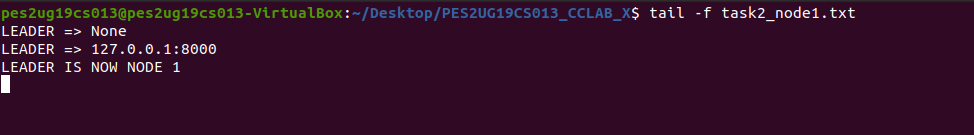 pes2ug19cs013@pes2ug19cs013-VirtualBox:~/Desktop/PES2UG19CS013_CCLAB_X$ tail -f task2_node1.txt
LEADER => None
LEADER => 127.0.0.1:8000
LEADER IS NOW NODE 1